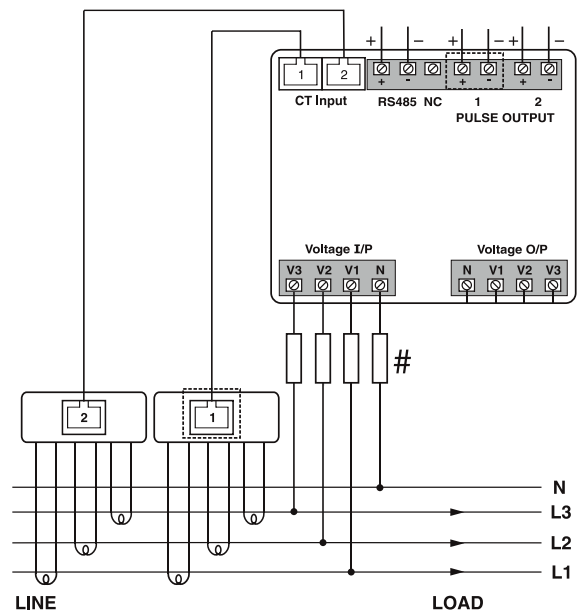 + − + − + −
1 2
+ - + - + -
CT Input RS485 NC 1 2
PULSE OUTPUT
Voltage I/P Voltage O/P
V3 V2 V1 N N V1 V2 V3
#
2 1
N
L3
L2
L1
LINE LOAD